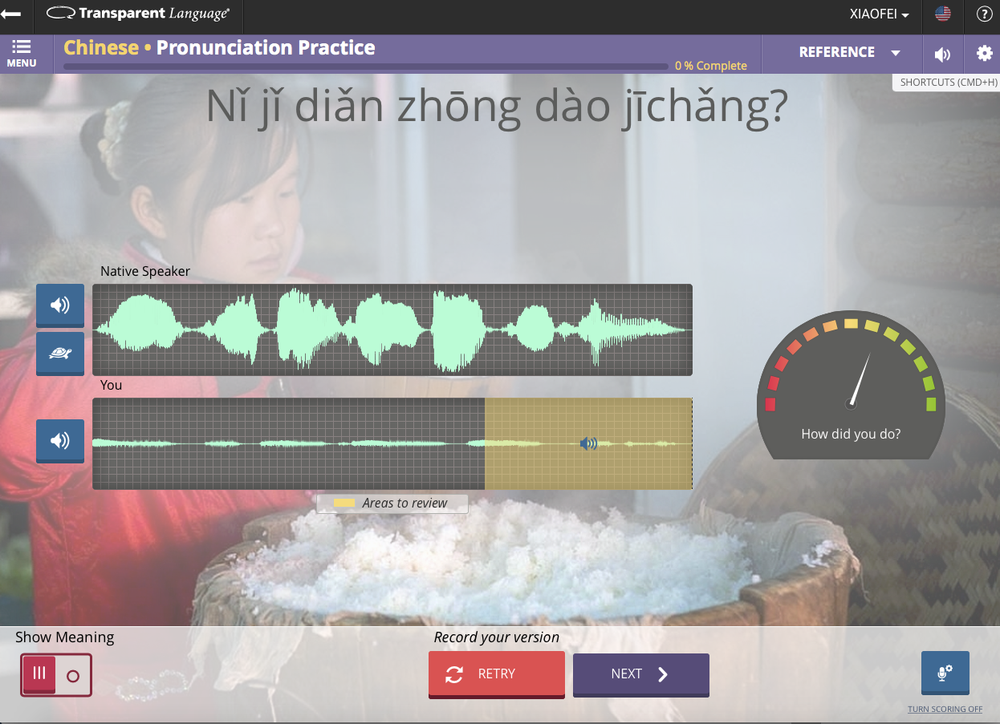 Transparent Language®
XIAOFEI
?
MENU
Chinese • Pronunciation Practice
0 % Complete
REFERENCE
SHORTCUTS (CMD+H)
Nǐ jǐ diǎn zhōng dào jīchǎng?
Native Speaker
You
How did you do?
Areas to review
Show Meaning
Record your version
RETRY
NEXT
TURN SCORING OFF